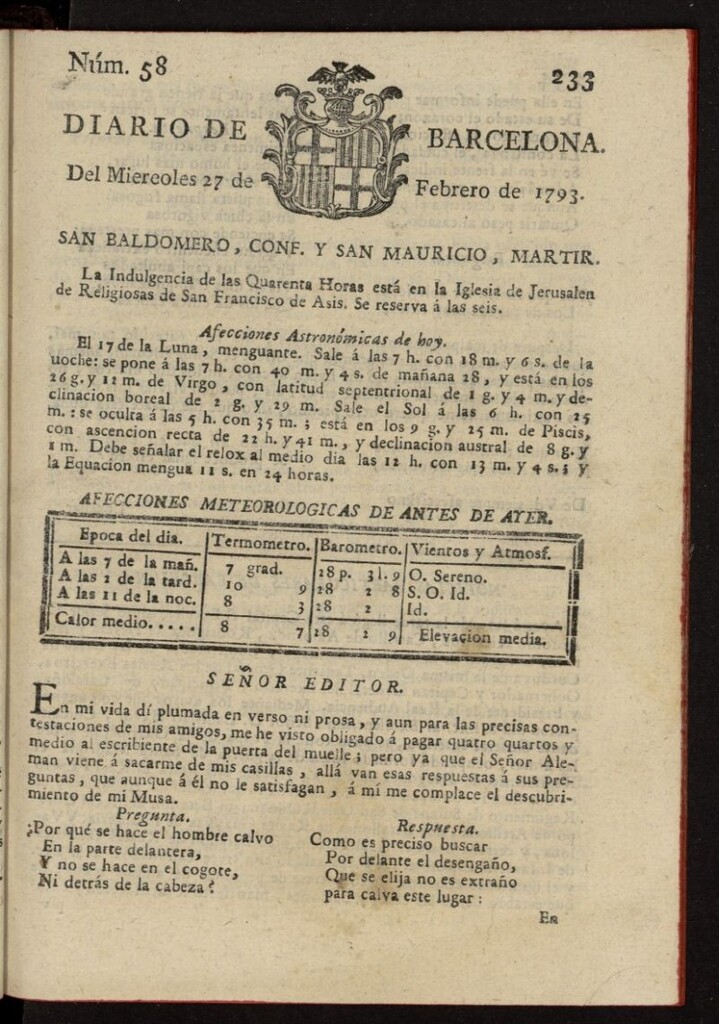 Núm. 58
233
DIARIO DE BARCELONA.
Del Miercoles 27 de Febrero de 1793.
SAN BALDOMERO, CONF. Y SAN MAURICIO, MARTIR.
La Indulgencia de las Quarenta Horas está en la Iglesia de Jerusalen
de Religiosas de San Francisco de Asis. Se reserva á las seis.
Afecciones Astronómicas de hoy.
El 17 de la Luna, menguante. Sale á las 7 h. con 18 m. y 6 s. de la
uoche: se pone á las 7 h. con 40 m. y 4 s. de mañana 28, y está en los
26 g. y 12 m. de Virgo, con latitud septentrional de 1 g. y 4 m. y de-
clinacion boreal de 2 g. y 29 m. Sale el Sol á las 6 h. con 25
m.: se oculta á las 5 h. con 35 m.; está en los 9 g. y 25 m. de Piscis,
con ascencion recta de 22 h. y 41 m., y declinacion austral de 8 g. y
1 m. Debe señalar el relox al medio dia las 12 h. con 13 m. y 4 s.; y
la Equacion mengua 11 s. en 24 horas.
AFECCIONES METEOROLOGICAS DE ANTES DE AYER.
Epoca del dia. Termometro. Barometro. Vientos y Atmosf.
A las 7 de la mañ. 7 grad. 28 p. 3 l. 9 O. Sereno.
A las 2 de la tard. 10 9 28 2 8 S. O. Id.
A las 11 de la noc. 8 3 28 2 Id.
Calor medio..... 8 7 28 2 9 Elevacion media.
SEÑOR EDITOR.
En mi vida dí plumada en verso ni prosa, y aun para las precisas con-
testaciones de mis amigos, me he visto obligado á pagar quatro quartos y
medio al escribiente de la puerta del muelle; pero ya que el Señor Ale-
man viene á sacarme de mis casillas, allá van esas respuestas á sus pre-
guntas, que aunque á él no le satisfagan, á mí me complace el descubri-
miento de mi Musa.
Pregunta.
¿Por qué se hace el hombre calvo
En la parte delantera,
Y no se hace en el cogote,
Ni detrás de la cabeza?
Respuesta.
Como es preciso buscar
Por delante el desengaño,
Que se elija no es extraño
para calva este lugar:
En